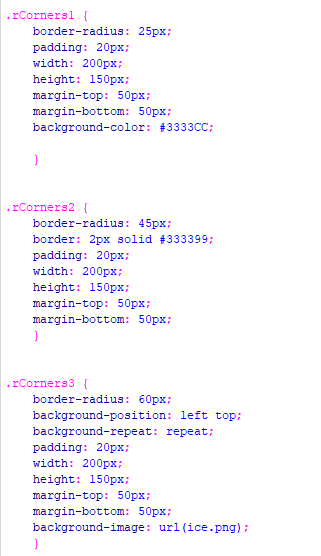 .rCorners1 {
border-radius: 25px;
padding: 20px;
width: 200px;
height: 150px;
margin-top: 50px;
margin-bottom: 50px;
background-color: #3333CC;
}
.rCorners2 {
border-radius: 45px;
border: 2px solid #333399;
padding: 20px;
width: 200px;
height: 150px;
margin-top: 50px;
margin-bottom: 50px;
}
.rCorners3 {
border-radius: 60px;
background-position: left top;
background-repeat: repeat;
padding: 20px;
width: 200px;
height: 150px;
margin-top: 50px;
margin-bottom: 50px;
background-image: url(ice.png);
}